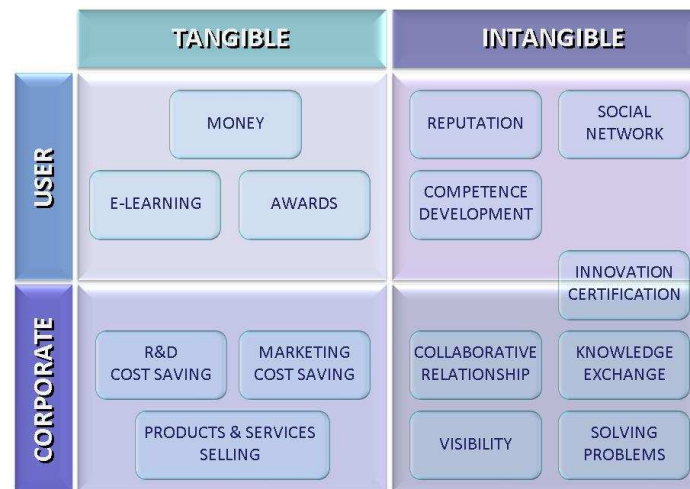 TANGIBLE
INTANGIBLE
USER
MONEY
E-LEARNING
AWARDS
REPUTATION
SOCIAL
NETWORK
COMPETENCE
DEVELOPMENT
INNOVATION
CERTIFICATION
CORPORATE
R&D
COST SAVING
MARKETING
COST SAVING
PRODUCTS & SERVICES
SELLING
COLLABORATIVE
RELATIONSHIP
KNOWLEDGE
EXCHANGE
VISIBILITY
SOLVING
PROBLEMS